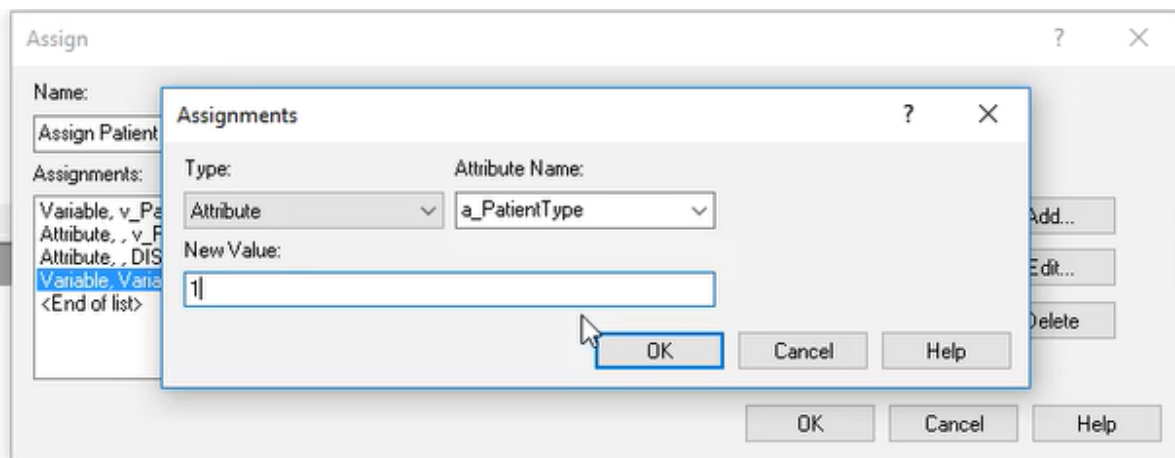 Assign
Name:
Assign Patient
Assignments:
Variable, v_Pa
Attribute, , v_P
Attribute, , DIS
Variable, Varia
<End of list>
Add...
Edit...
Delete
OK Cancel Help
Assignments
Type: Attribute Name:
Attribute a_PatientType
New Value:
1
OK Cancel Help